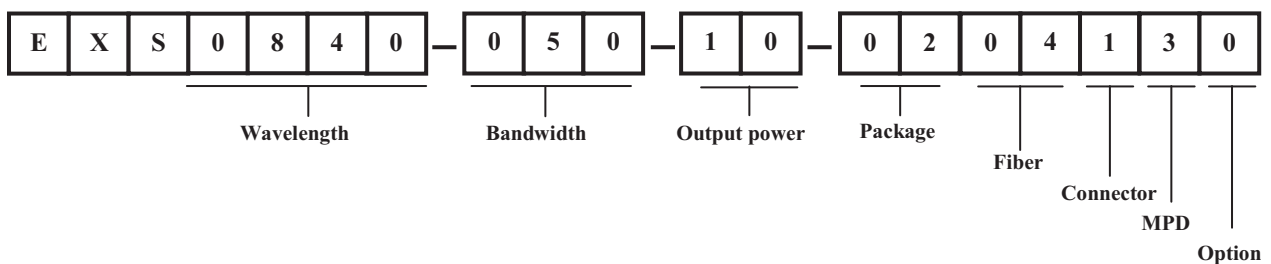 E X S 0 8 4 0 – 0 5 0 – 1 0 – 0 2 0 4 1 3 0
Wavelength Bandwidth Output power Package
Fiber
Connector
MPD
Option